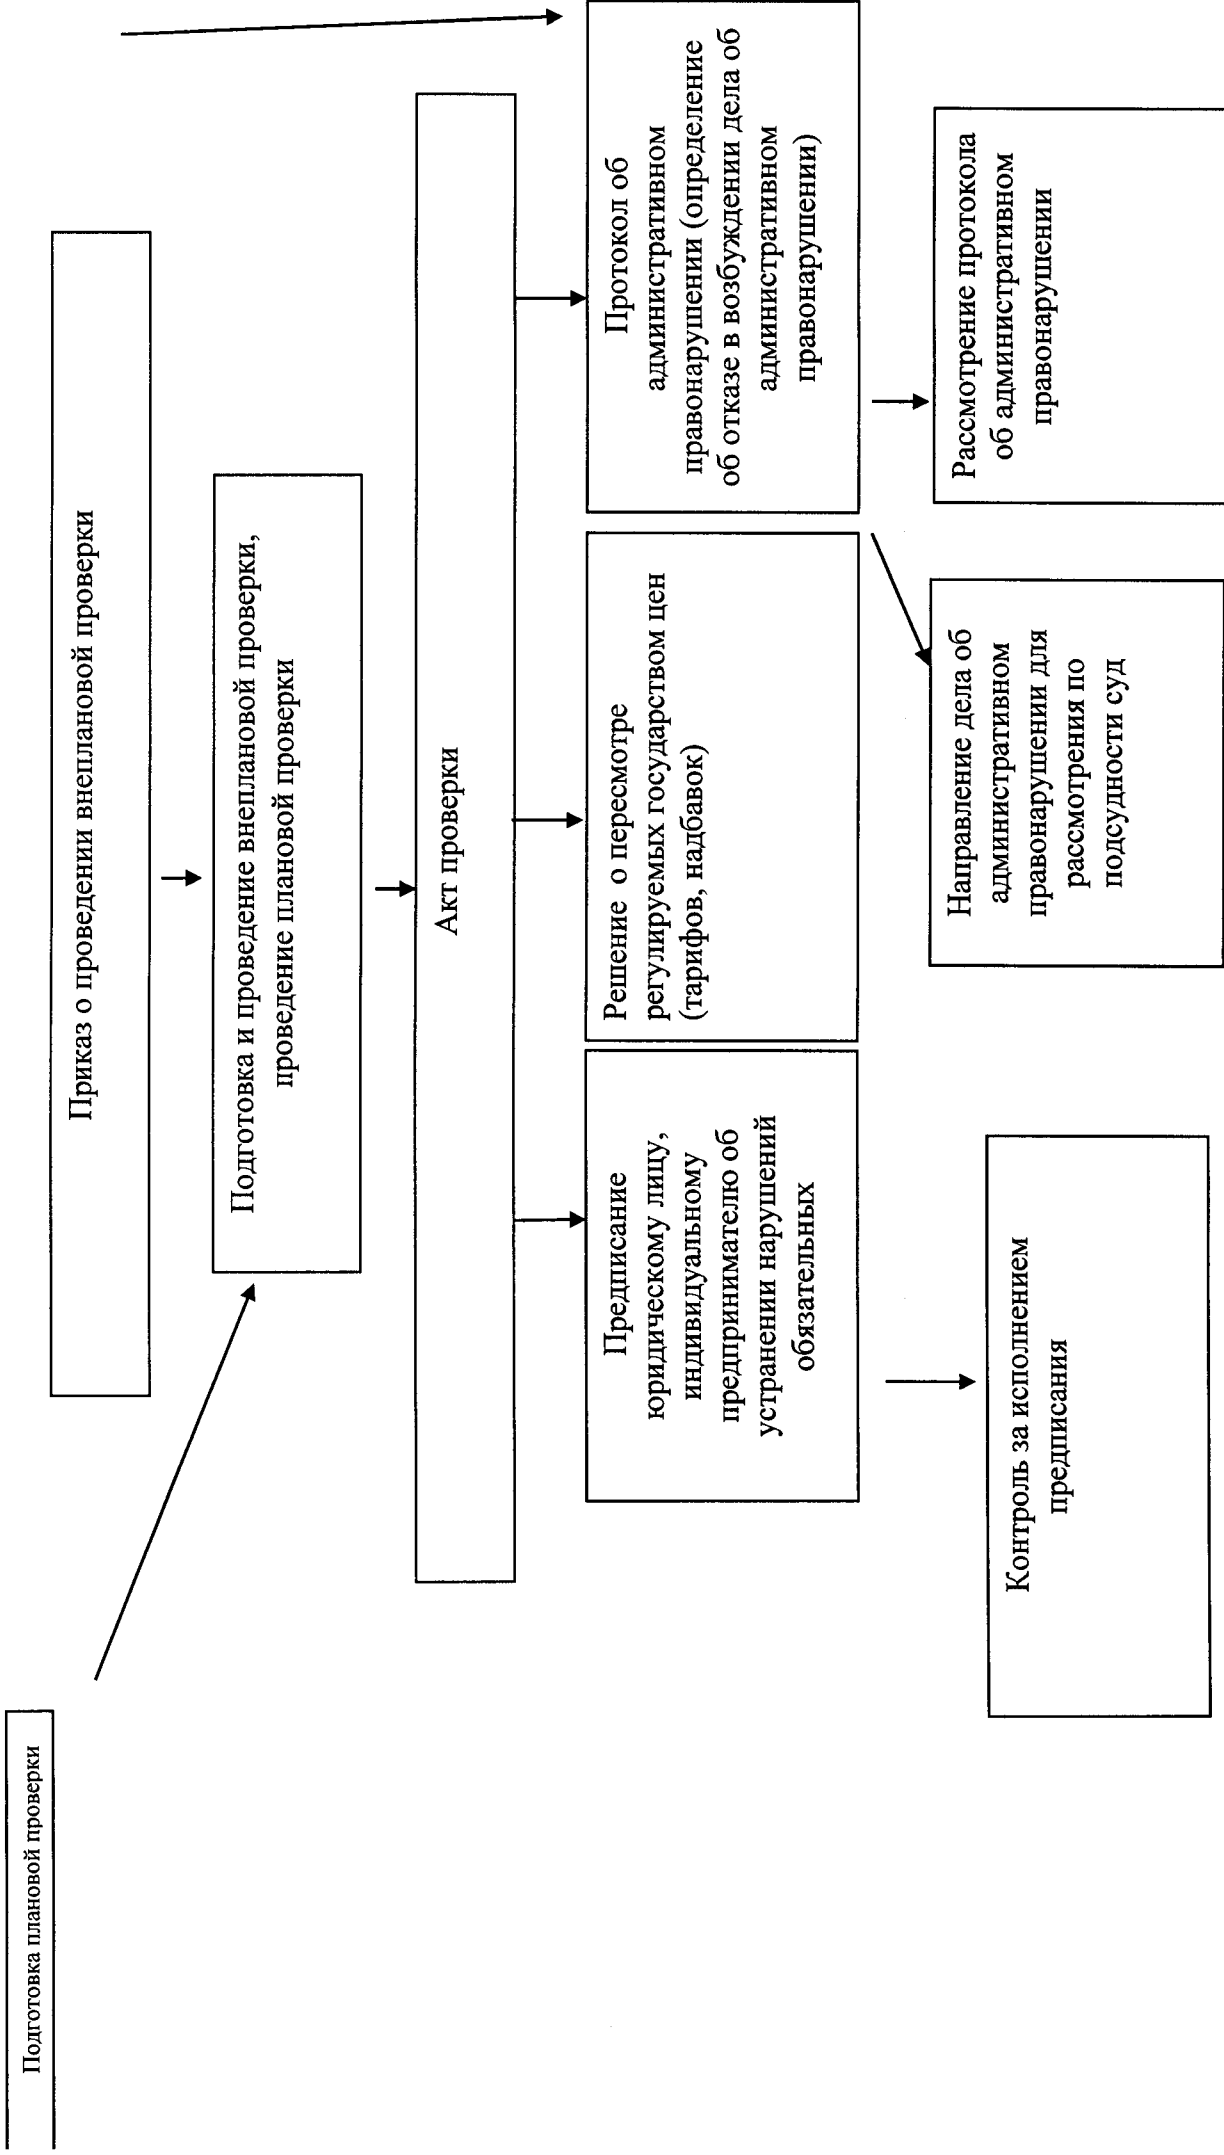 Подготовка плановой проверки
Приказ о проведении внеплановой проверки
Подготовка и проведение внеплановой проверки,
проведение плановой проверки
Акт проверки
Предписание
юридическому лицу,
индивидуальному
предпринимателю об
устранении нарушений
обязательных
Решение о пересмотре
регулируемых государством цен
(тарифов, надбавок)
Протокол об
административном
правонарушении (определение
об отказе в возбуждении дела об
административном
правонарушении)
Контроль за исполнением
предписания
Направление дела об
административном
правонарушении для
рассмотрения по
подсудности суд
Рассмотрение протокола
об административном
правонарушении